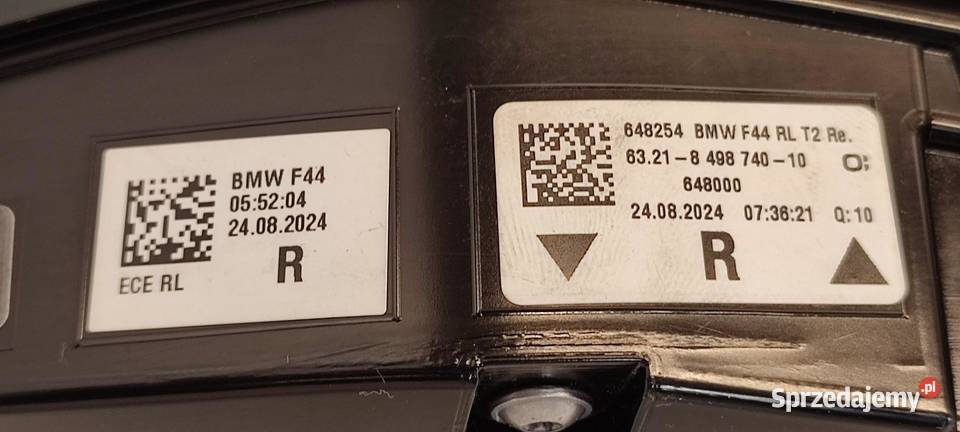 BMW F44
05:52:04
24.08.2024
R
ECE RL
648254 BMW F44 RL T2 Re.
63.21-8 498 740-10
648000
24.08.2024 07:36:21 Q:10
R
Sprzedajemy.pl